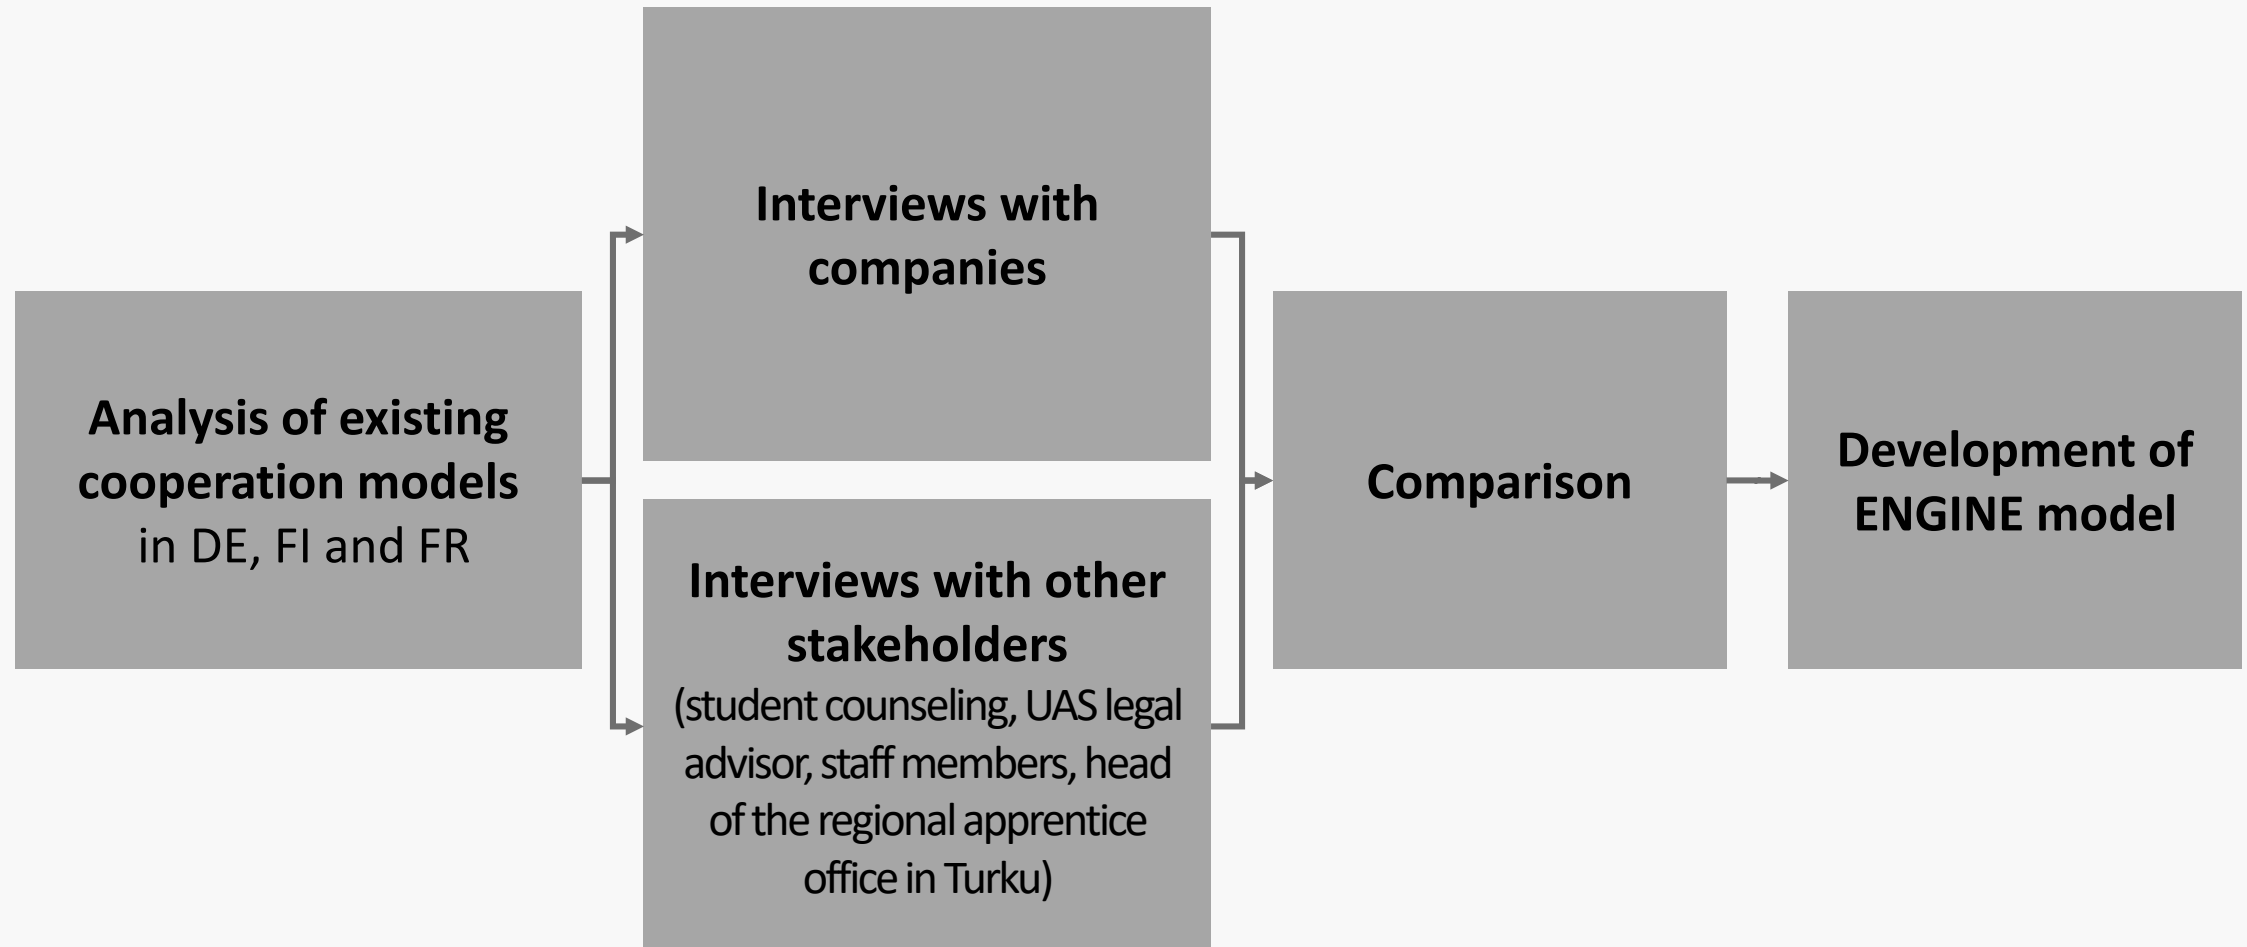 Analysis of existing
cooperation models
in DE, FI and FR
Interviews with
companies
Interviews with other
stakeholders
(student counseling, UAS legal
advisor, staff members, head
of the regional apprentice
office in Turku)
Comparison
Development of
ENGINE model